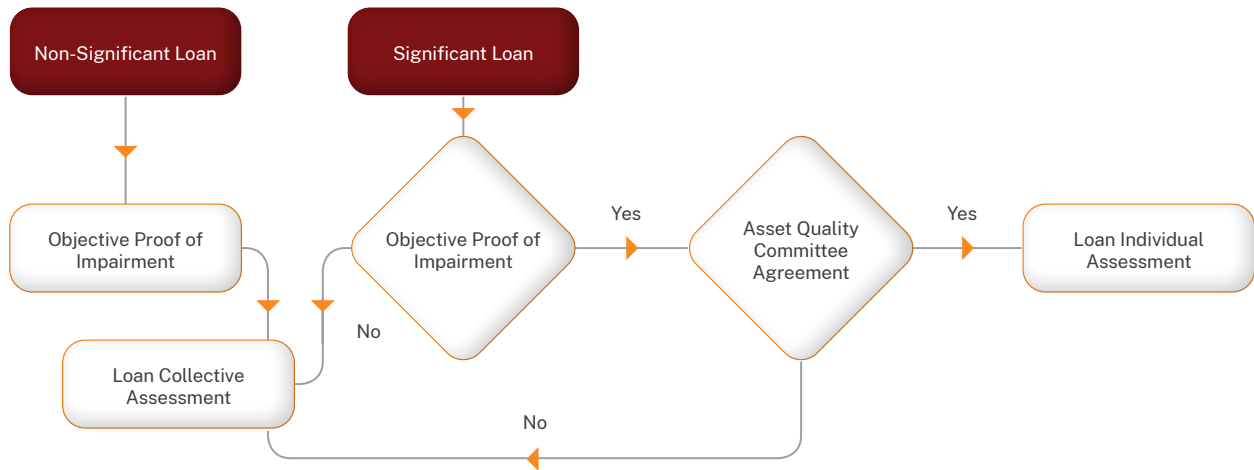 Non-Significant Loan
Significant Loan
Objective Proof of
Impairment
Objective Proof of
Impairment
Yes
Asset Quality
Committee
Agreement
Yes
Loan Individual
Assessment
No
Loan Collective
Assessment
No